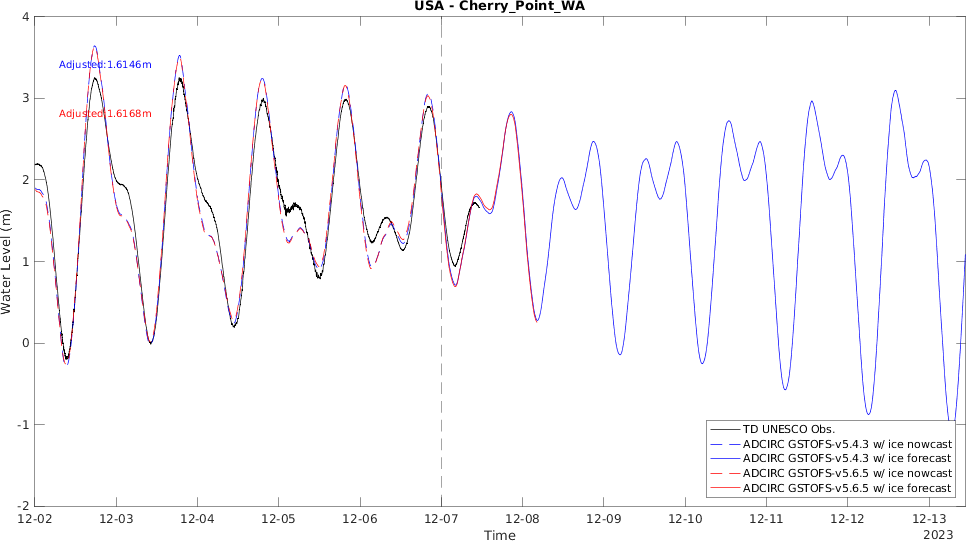 USA - Cherry_Point_WA
4
3
2
1
0
-1
-2
Water Level (m)
Adjusted:1.6146m
Adjusted:1.6168m
TD UNESCO Obs.
ADCIRC GSTOFS-v5.4.3 w/ ice nowcast
ADCIRC GSTOFS-v5.4.3 w/ ice forecast
ADCIRC GSTOFS-v5.6.5 w/ ice nowcast
ADCIRC GSTOFS-v5.6.5 w/ ice forecast
12-02 12-03 12-04 12-05 12-06 12-07 12-08 12-09 12-10 12-11 12-12 12-13
Time
2023